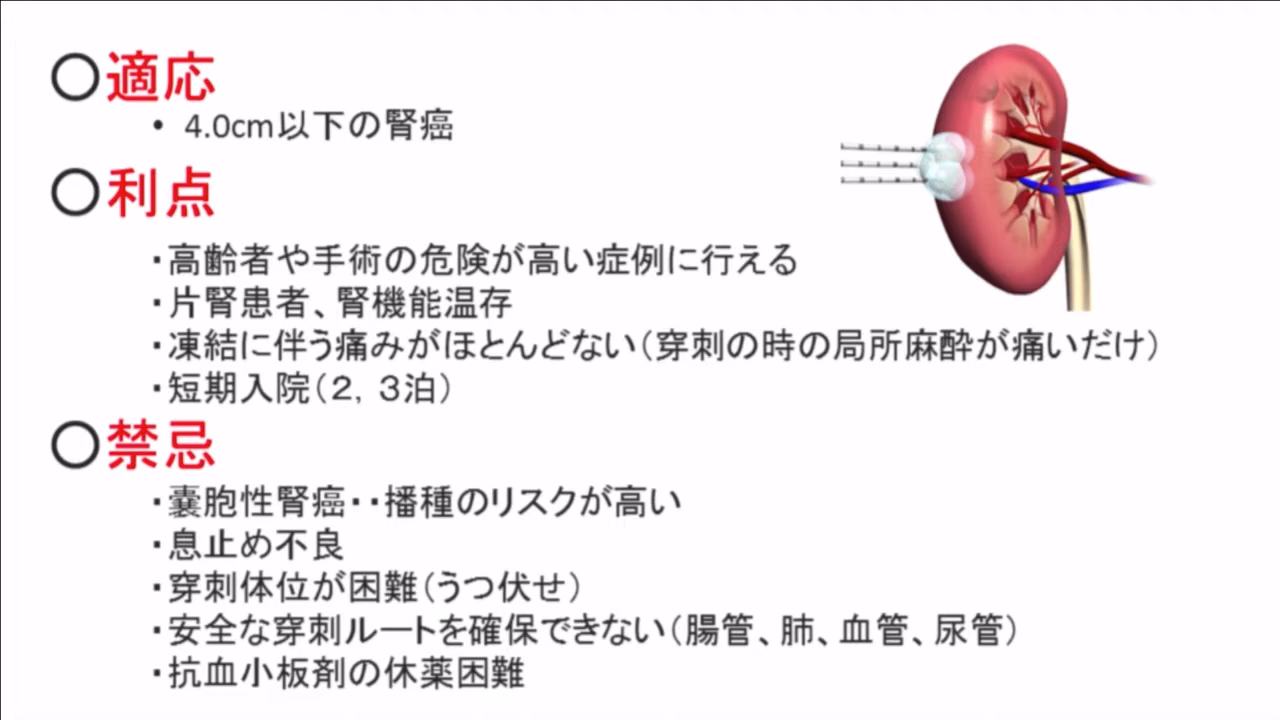 〇適応
• 4.0cm以下の腎癌
〇利点
・高齢者や手術の危険が高い症例に行える
・片腎患者、腎機能温存
・凍結に伴う痛みがほとんどない（穿刺の時の局所麻酔が痛いだけ）
・短期入院（２，３泊）
〇禁忌
・嚢胞性腎癌・・播種のリスクが高い
・息止め不良
・穿刺体位が困難（うつ伏せ）
・安全な穿刺ルートを確保できない（腸管、肺、血管、尿管）
・抗血小板剤の休薬困難